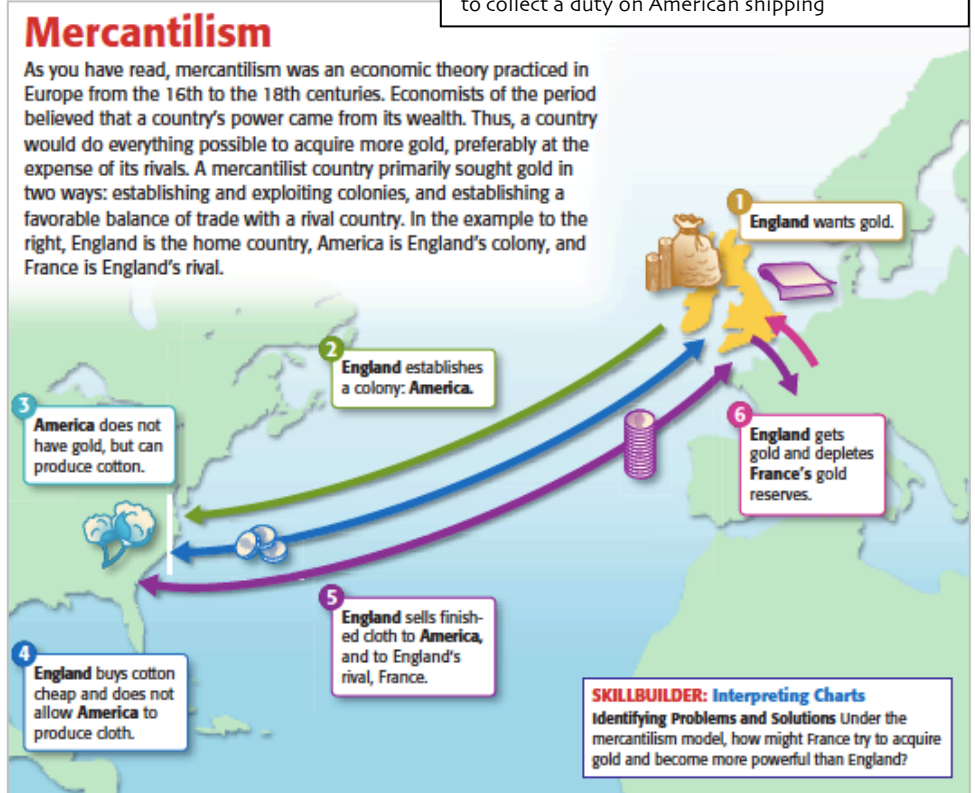 to collect a duty on American shipping
Mercantilism
As you have read, mercantilism was an economic theory practiced in
Europe from the 16th to the 18th centuries. Economists of the period
believed that a country's power came from its wealth. Thus, a country
would do everything possible to acquire more gold, preferably at the
expense of its rivals. A mercantilist country primarily sought gold in
two ways: establishing and exploiting colonies, and establishing a
favorable balance of trade with a rival country. In the example to the
right, England is the home country, America is England's colony, and
France is England's rival.
1
England wants gold.
2
England establishes
a colony: America.
3
America does not
have gold, but can
produce cotton.
4
England buys cotton
cheap and does not
allow America to
produce cloth.
5
England sells finish-
ed cloth to America,
and to England's
rival, France.
6
England gets
gold and depletes
France's gold
reserves.
SKILLBUILDER: Interpreting Charts
Identifying Problems and Solutions Under the
mercantilism model, how might France try to acquire
gold and become more powerful than England?